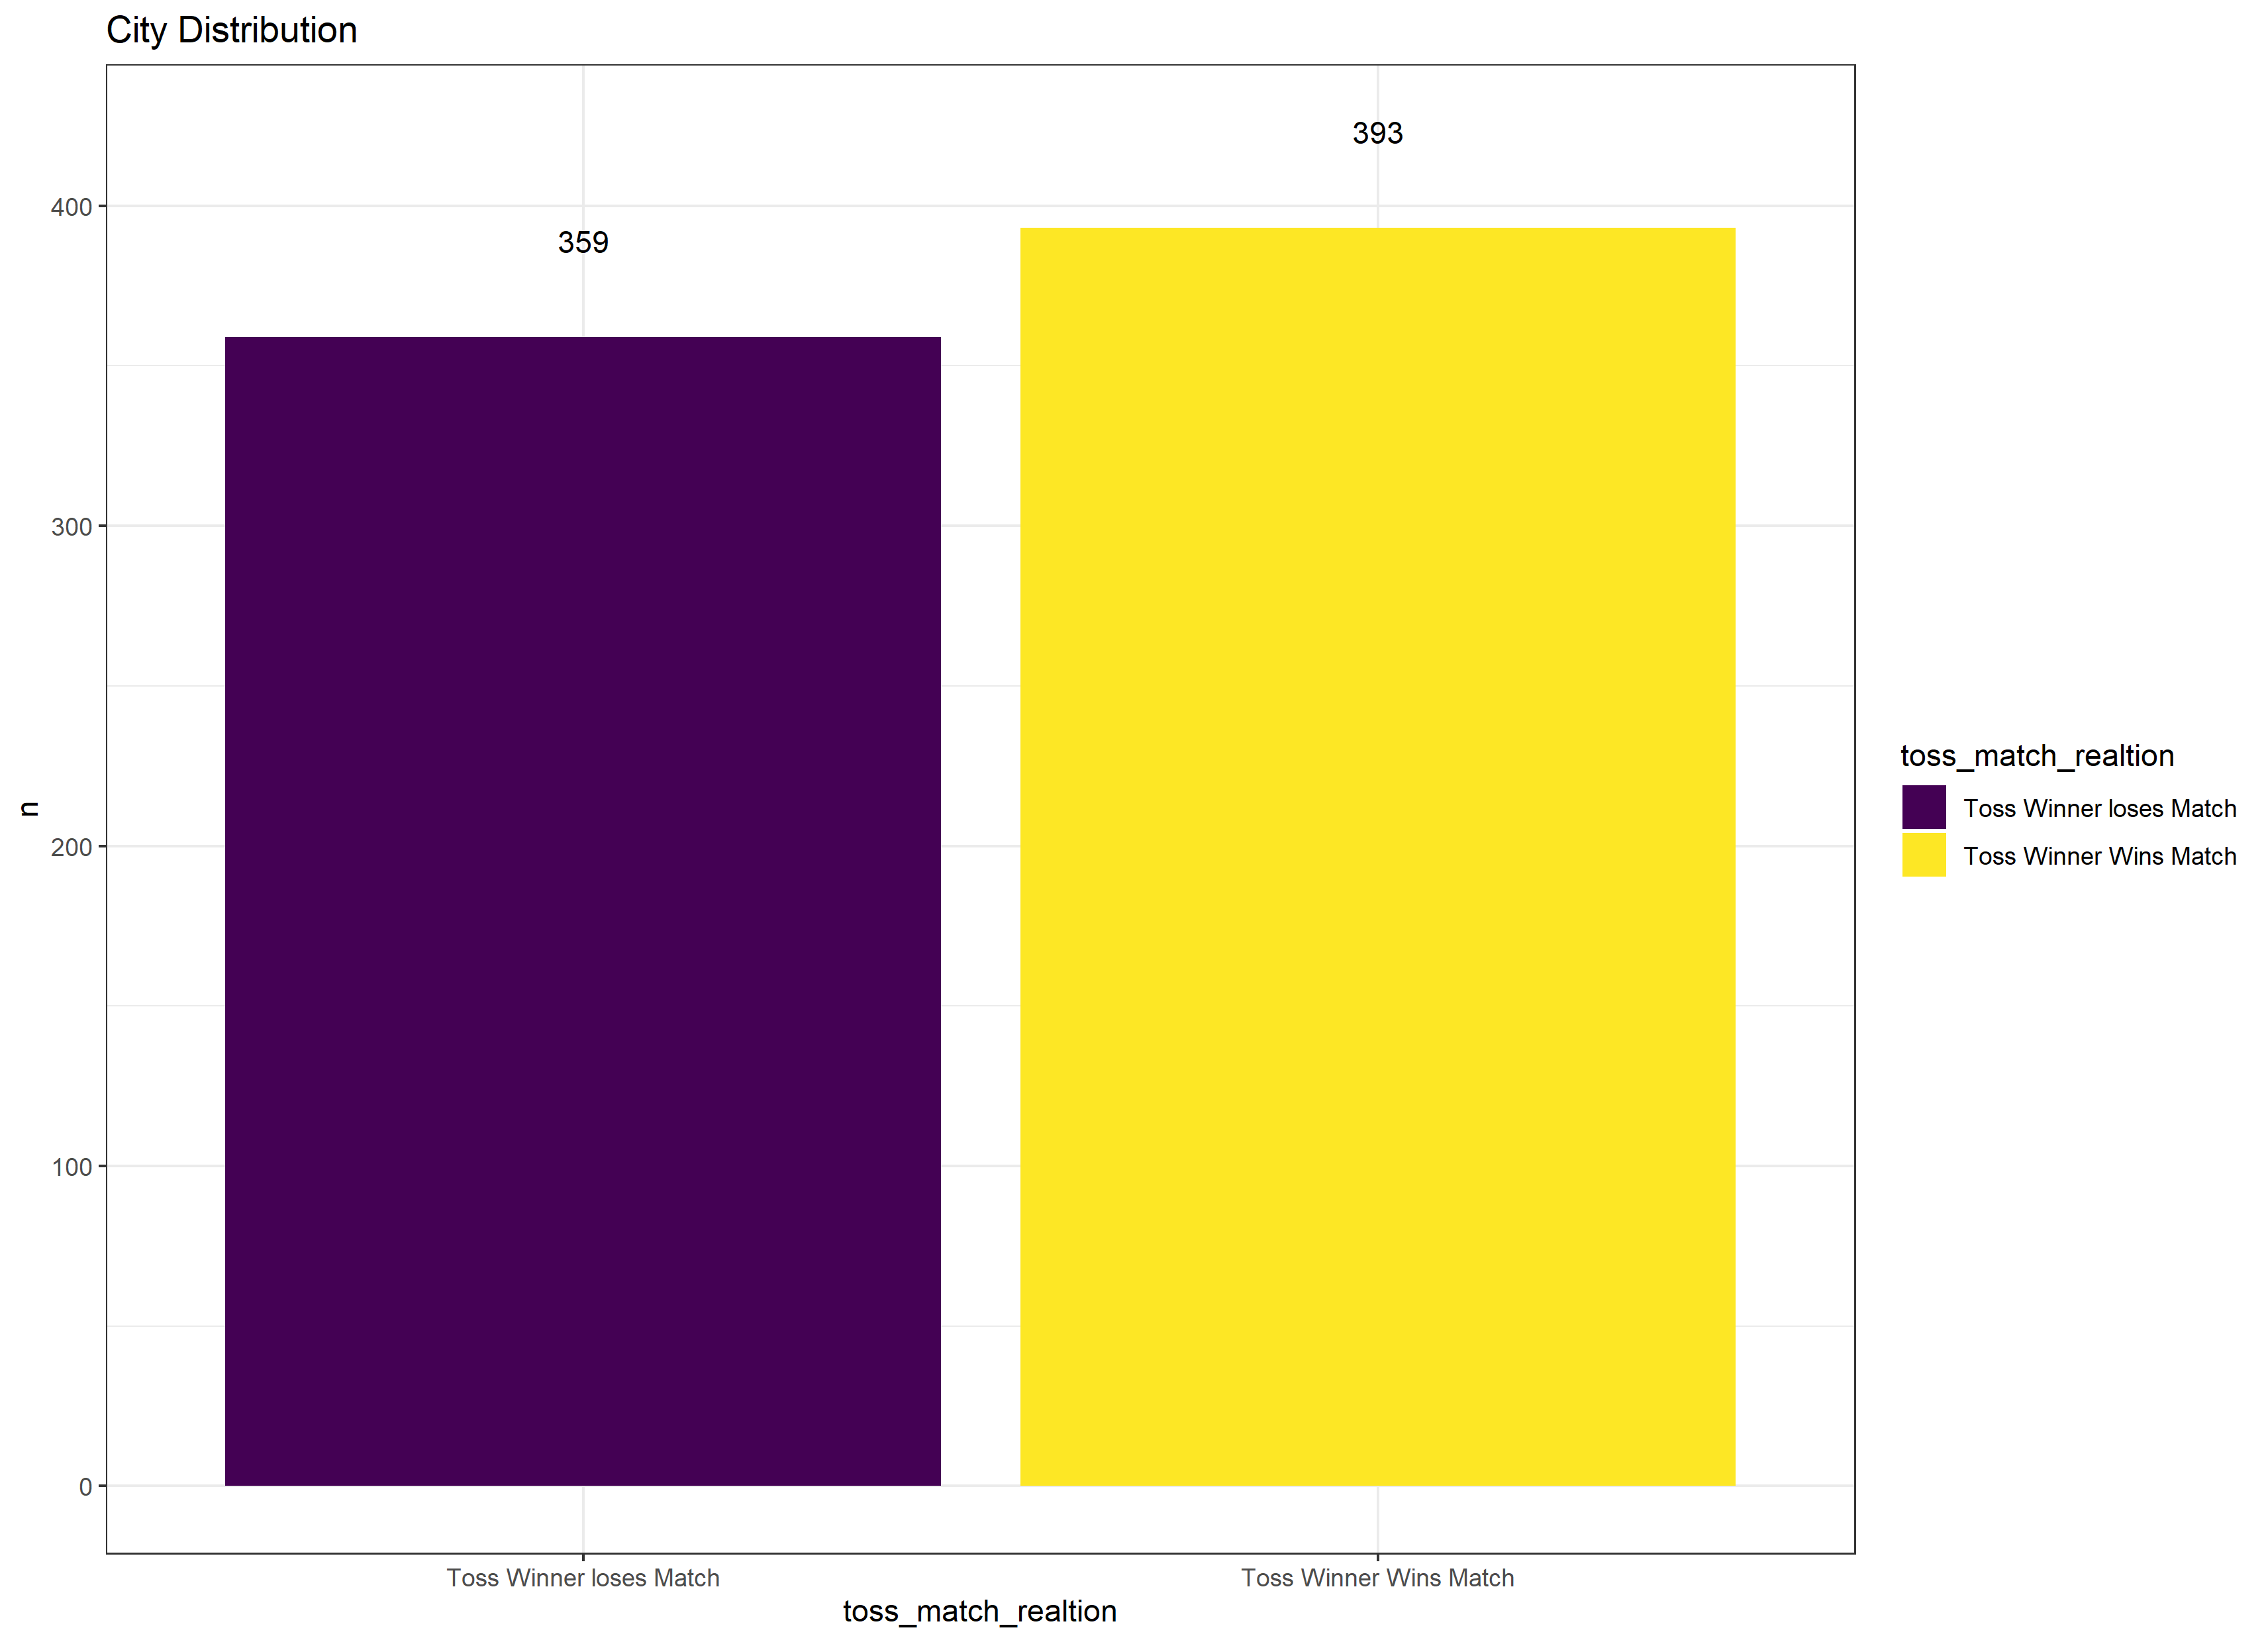 City Distribution
393
400
359
300
n
200
100
0
toss_match_realtion
Toss Winner loses Match
Toss Winner Wins Match
Toss Winner loses Match
Toss Winner Wins Match
toss_match_realtion